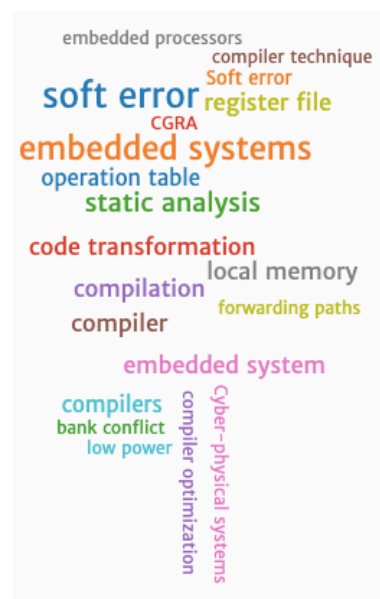 embedded processors
compiler technique
Soft error
soft error
register file
CGRA
embedded systems
operation table
static analysis
code transformation
local memory
compilation
forwarding paths
compiler
embedded system
compilers
bank conflict
low power
compiler optimization
Cyber-physical systems